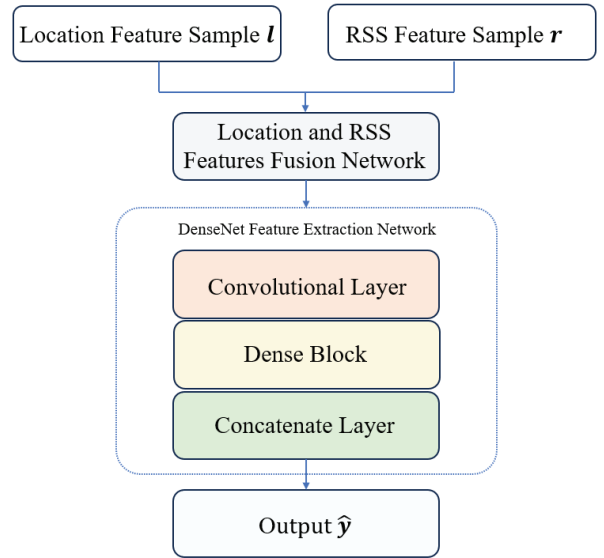 Location Feature Sample l
RSS Feature Sample r
Location and RSS
Features Fusion Network
DenseNet Feature Extraction Network
Convolutional Layer
Dense Block
Concatenate Layer
Output ŷ